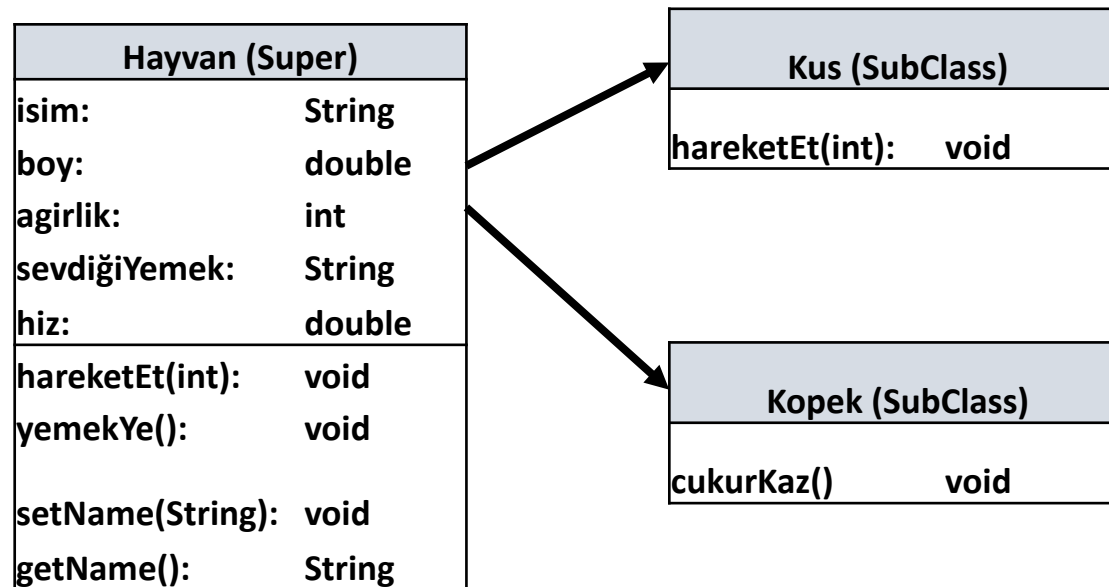 Hayvan (Super)
isim: String
boy: double
agirlik: int
sevdiğiYemek: String
hiz: double
hareketEt(int): void
yemekYe(): void
setName(String): void
getName(): String
Kus (SubClass)
hareketEt(int): void
Kopek (SubClass)
cukurKaz() void